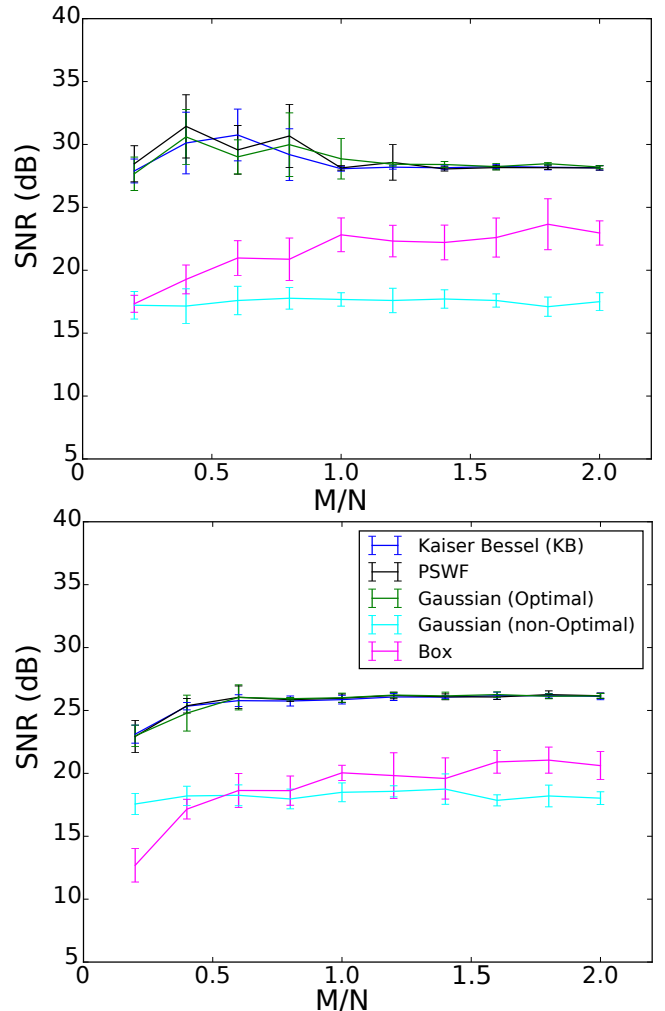 40
35
30
25
20
15
10
5
SNR (dB)
0 0.5 1.0 1.5 2.0
M/N
40
35
30
25
20
15
10
5
SNR (dB)
Kaiser Bessel (KB)
PSWF
Gaussian (Optimal)
Gaussian (non-Optimal)
Box
0 0.5 1.0 1.5 2.0
M/N